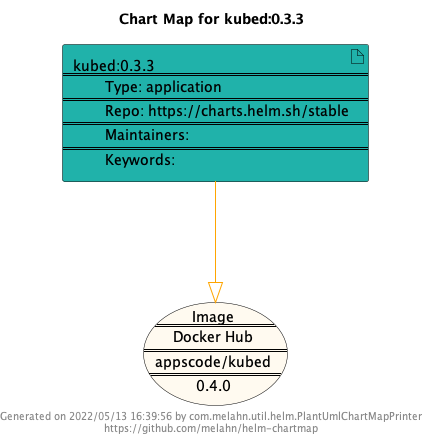 Chart Map for kubed:0.3.3
kubed:0.3.3
Type: application
Repo: https://charts.helm.sh/stable
Maintainers:
Keywords:
Image
Docker Hub
appscode/kubed
0.4.0
Generated on 2022/05/13 16:39:56 by com.melahn.util.helm.PlantUmlChartMapPrinter
https://github.com/melahn/helm-chartmap